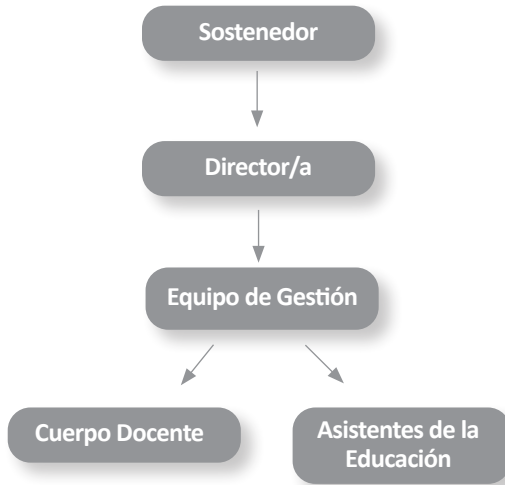 Sostenedor
Director/a
Equipo de Gestión
Cuerpo Docente
Asistentes de la
Educación